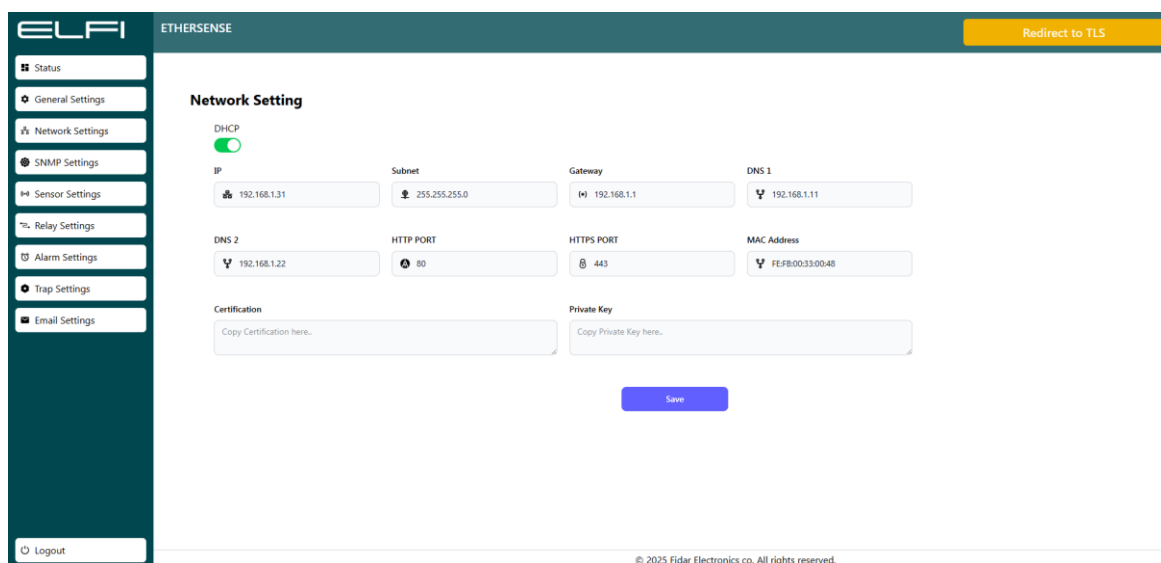 ELFI
ETHERSENSE
Redirect to TLS
Status
General Settings
Network Settings
SNMP Settings
Sensor Settings
Relay Settings
Alarm Settings
Trap Settings
Email Settings
Logout
Network Setting
DHCP
IP Subnet Gateway DNS 1
192.168.1.31 255.255.255.0 192.168.1.1 192.168.1.11
DNS 2 HTTP PORT HTTPS PORT MAC Address
192.168.1.22 80 443 FE:FB:00:33:00:48
Certification Private Key
Copy Certification here.. Copy Private Key here..
Save
© 2025 Fidar Electronics co. All rights reserved.